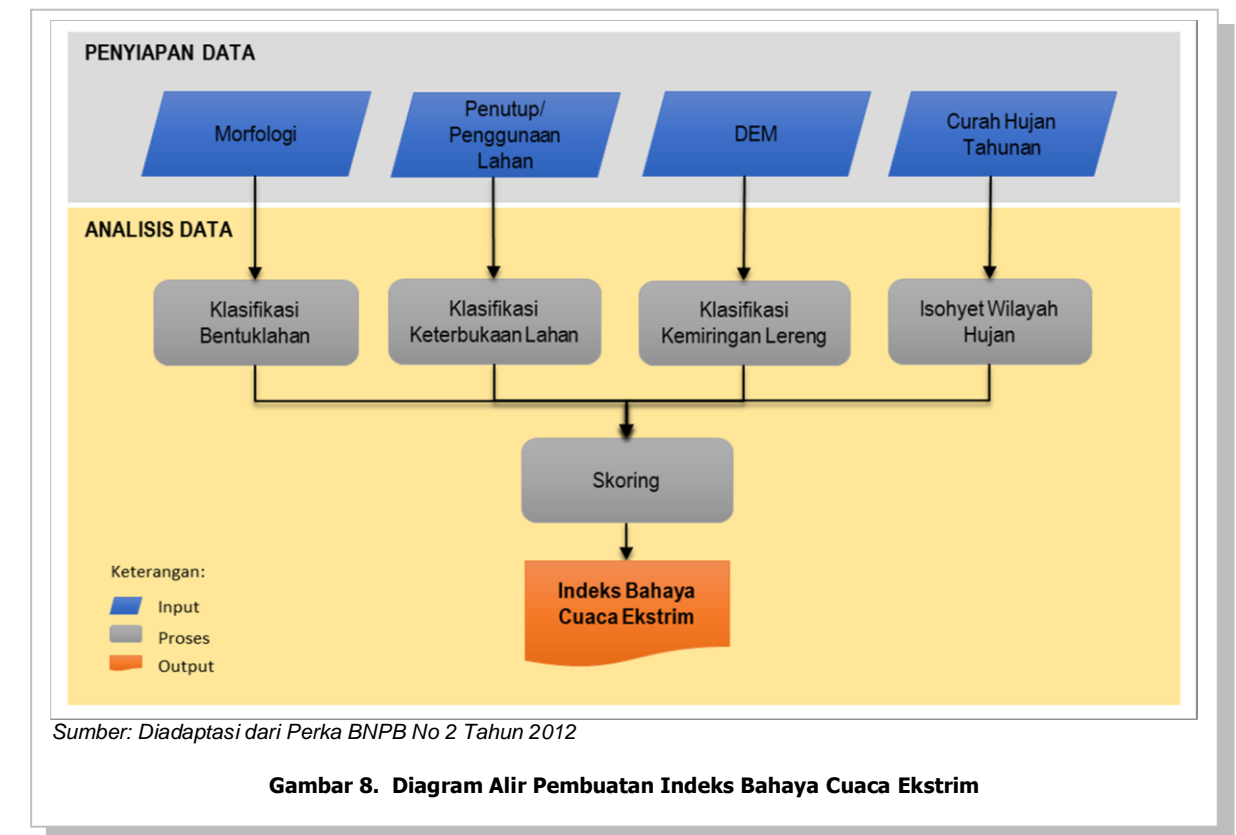 PENYIAPAN DATA
Morfologi
Penutup/
Penggunaan
Lahan
DEM
Curah Hujan
Tahunan
ANALISIS DATA
Klasifikasi
Bentuklahan
Klasifikasi
Keterbukaan Lahan
Klasifikasi
Kemiringan Lereng
Isohyet Wilayah
Hujan
Skoring
Indeks Bahaya
Cuaca Ekstrim
Keterangan:
Input
Proses
Output
Sumber: Diadaptasi dari Perka BNPB No 2 Tahun 2012
Gambar 8. Diagram Alir Pembuatan Indeks Bahaya Cuaca Ekstrim